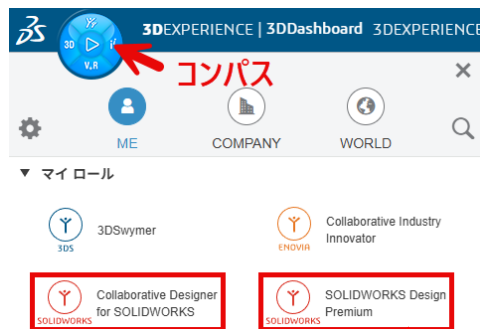 3DEXPERIENCE | 3DDashboard 3DEXPERIENCE
3D
V.R
コンパス
ME
COMPANY
WORLD
▼ マイ ロール
3DS
3DSwymer
ENOVIA
Collaborative Industry
Innovator
SOLIDWORKS
Collaborative Designer
for SOLIDWORKS
SOLIDWORKS
SOLIDWORKS Design
Premium